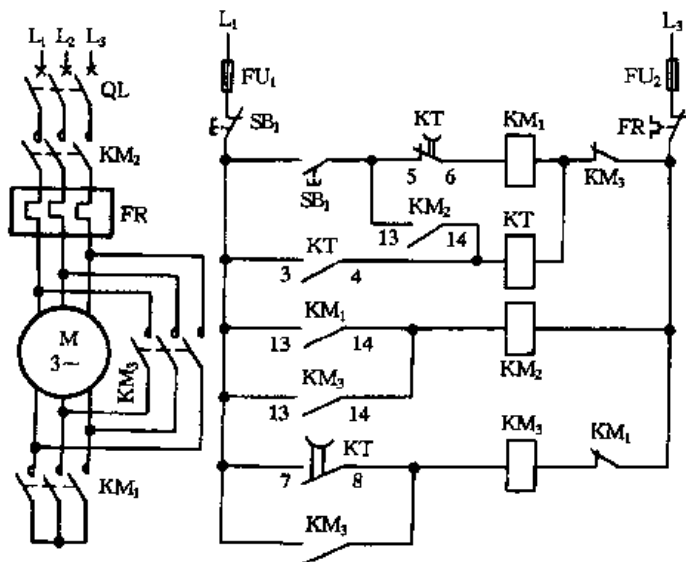 L₁ L₂ L₃
QL
KM₂
FR
M
3~
KM₃
KM₁
L₁
L₃
FU₁
FU₂
SB₁
KT
KM₁
FR
5 6
KM₃
SB₁
KM₂
KT
13 14
KT
3 4
KM₁
13 14
KM₂
KM₃
13 14
KT
KM₃
KM₁
7 8
KM₃